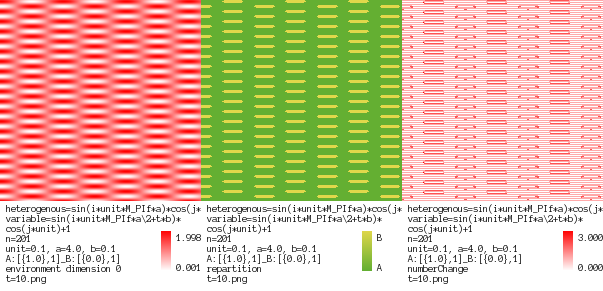 heterogenous=sin(i*unit*M_PIf*a)*cos(j*
variable=sin(i*unit*M_PIf*a\2+t*b)*
cos(j*unit)+1
n=201
unit=0.1, a=4.0, b=0.1
A:[{1.0},1]_B:[{0.0},1]
environment dimension 0
t=10.png
1.998
0.001
heterogenous=sin(i*unit*M_PIf*a)*cos(j*
variable=sin(i*unit*M_PIf*a\2+t*b)*
cos(j*unit)+1
n=201
unit=0.1, a=4.0, b=0.1
A:[{1.0},1]_B:[{0.0},1]
repartition
t=10.png
B
A
heterogenous=sin(i*unit*M_PIf*a)*cos(j*
variable=sin(i*unit*M_PIf*a\2+t*b)*
cos(j*unit)+1
n=201
unit=0.1, a=4.0, b=0.1
A:[{1.0},1]_B:[{0.0},1]
numberChange
t=10.png
3.000
0.000